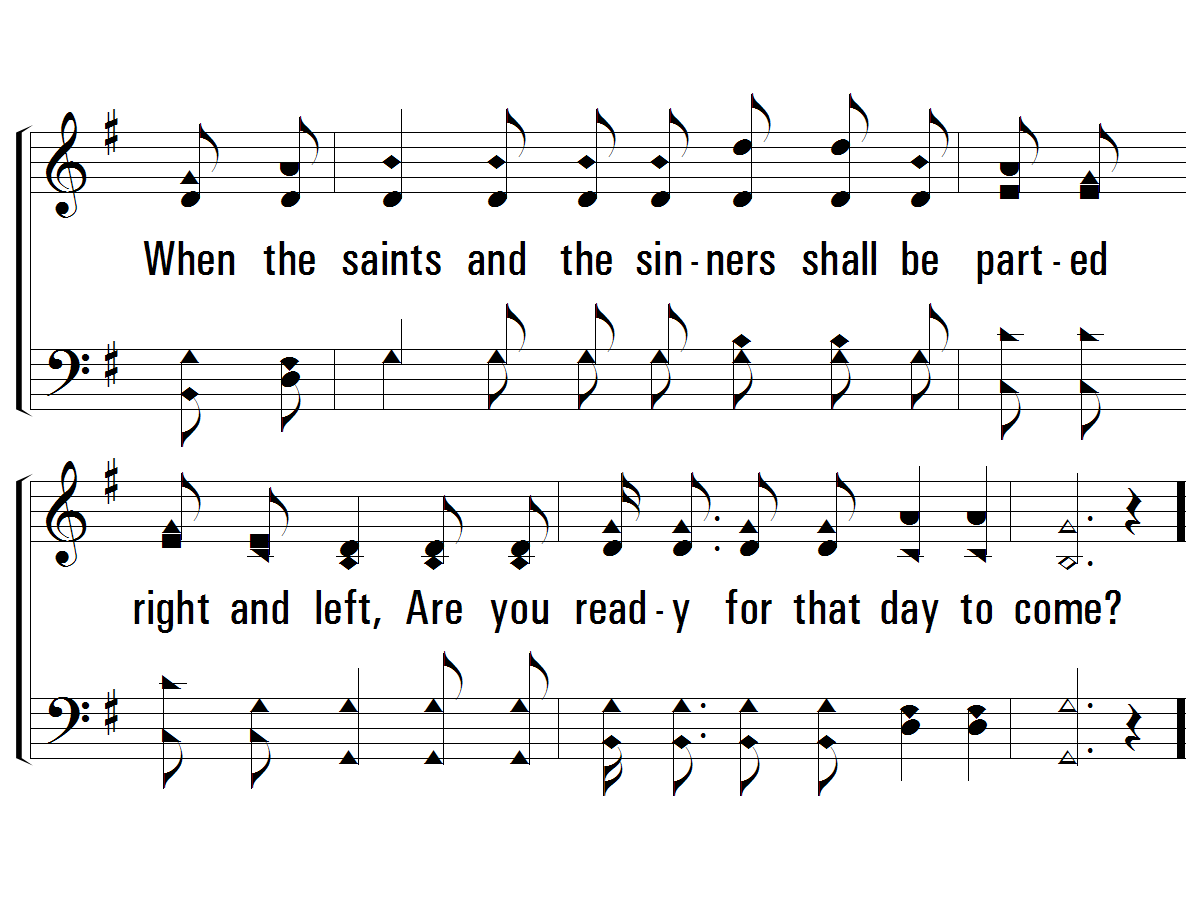 When the saints and the sin-ners shall be part-ed
right and left, Are you read-y for that day to come?